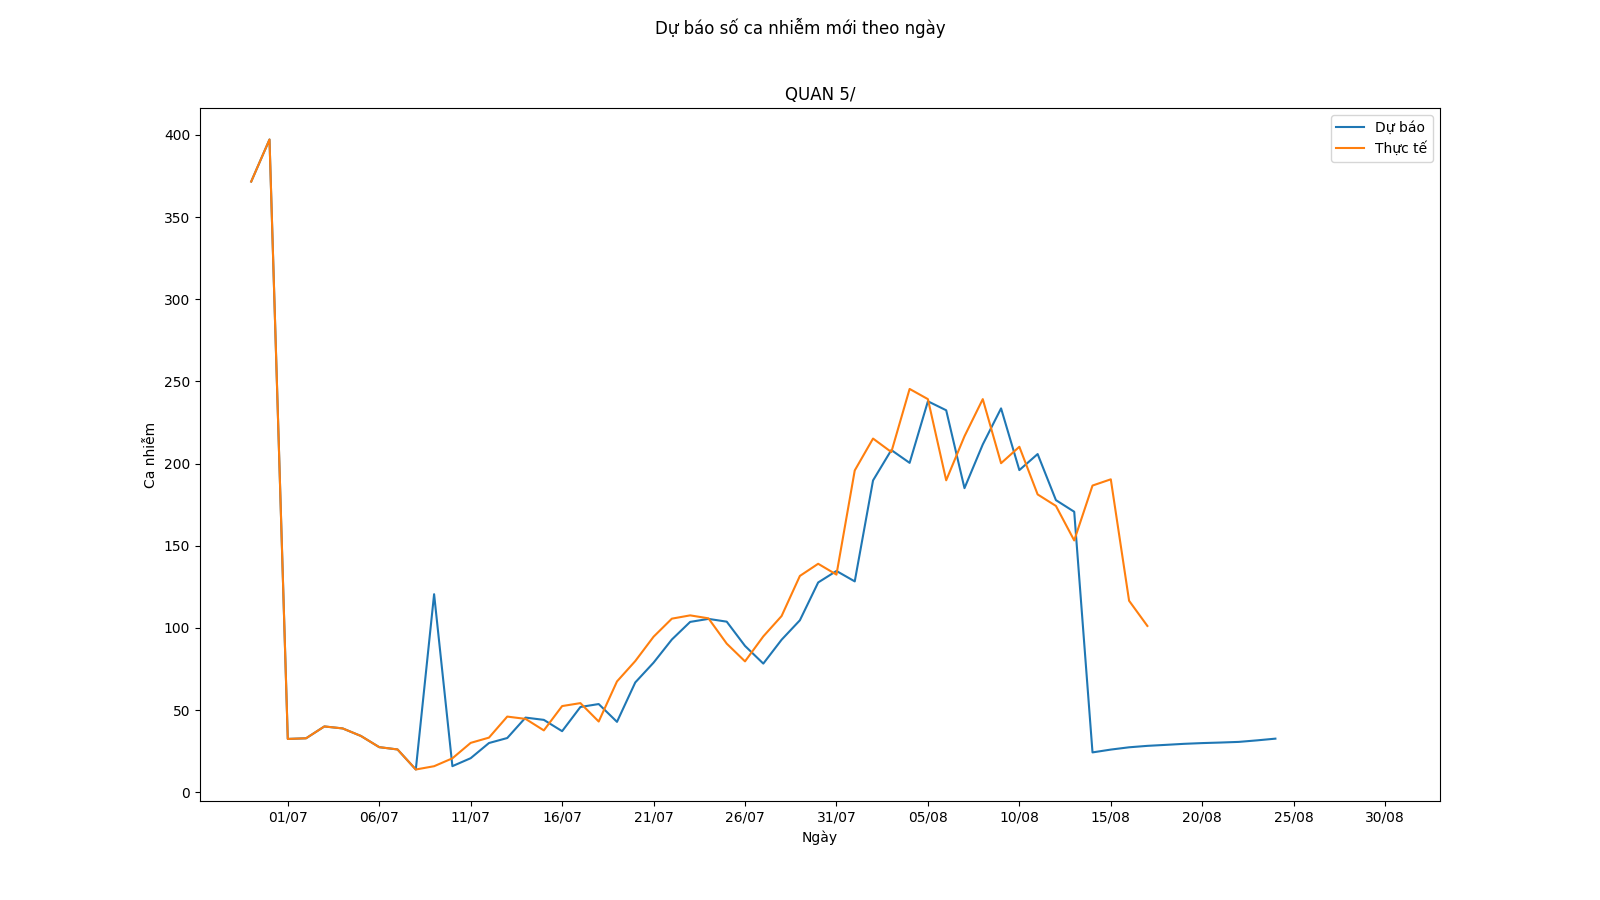 Dự báo số ca nhiễm mới theo ngày
QUAN 5/
Dự báo
Thực tế
400
350
300
250
200
150
100
50
0
Ca nhiễm
01/07 06/07 11/07 16/07 21/07 26/07 31/07 05/08 10/08 15/08 20/08 25/08 30/08
Ngày